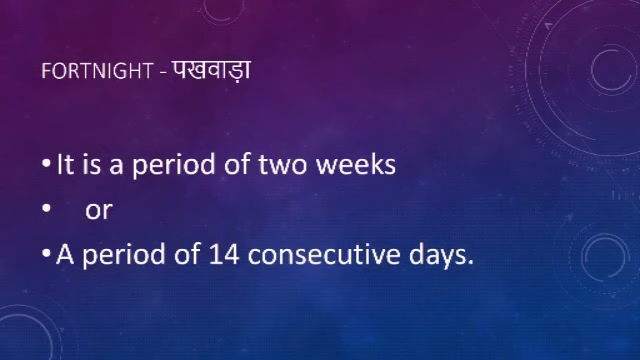 FORTNIGHT - पखवाड़ा
• It is a period of two weeks
• or
• A period of 14 consecutive days.